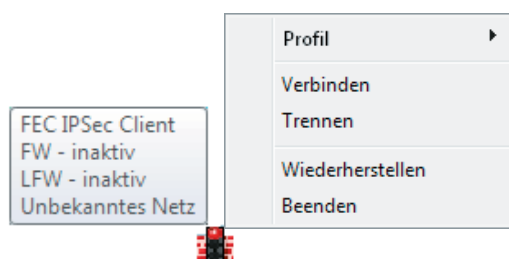 Profil
Verbinden
Trennen
Wiederherstellen
Beenden
FEC IPSec Client
FW - inaktiv
LFW - inaktiv
Unbekanntes Netz